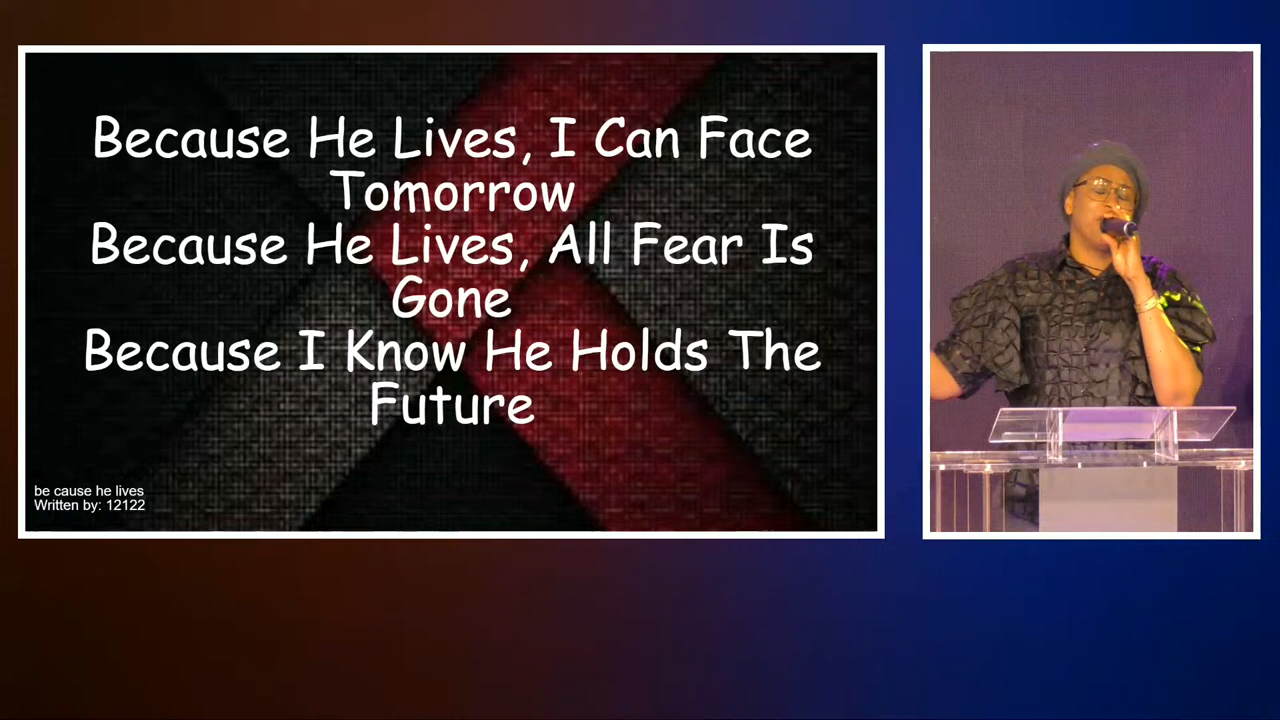 Because He Lives, I Can Face
Tomorrow
Because He Lives, All Fear Is
Gone
Because I Know He Holds The
Future
be cause he lives
Written by: 12122